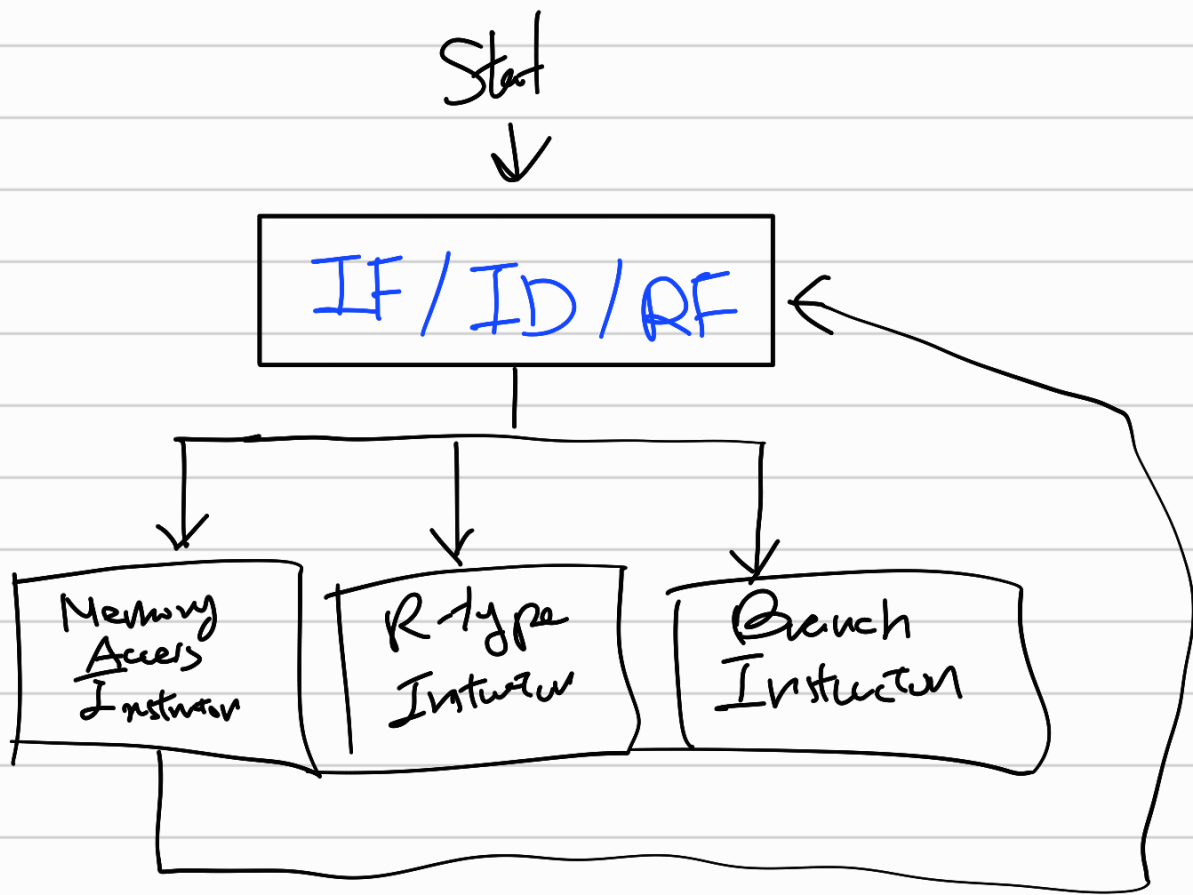 Start
IF/ID/RF
Memory
Access
Instruction
R-type
Instruction
Branch
Instruction